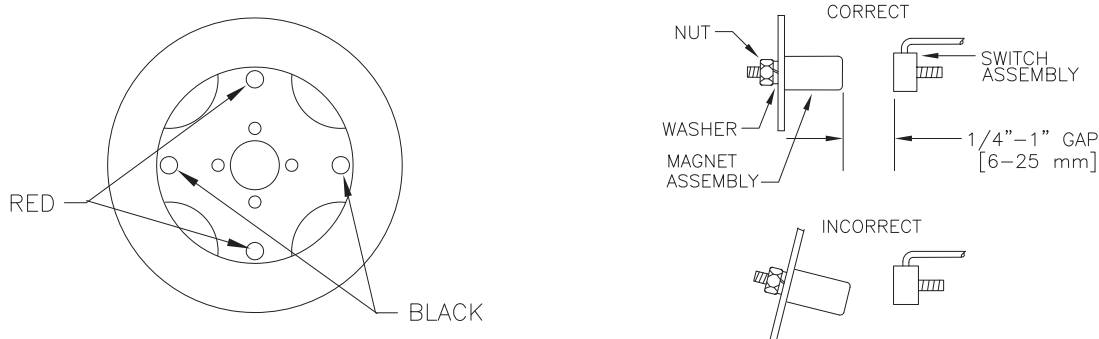 RED
BLACK
CORRECT
NUT
SWITCH
ASSEMBLY
WASHER
MAGNET
ASSEMBLY
1/4”−1” GAP
[6−25 mm]
INCORRECT